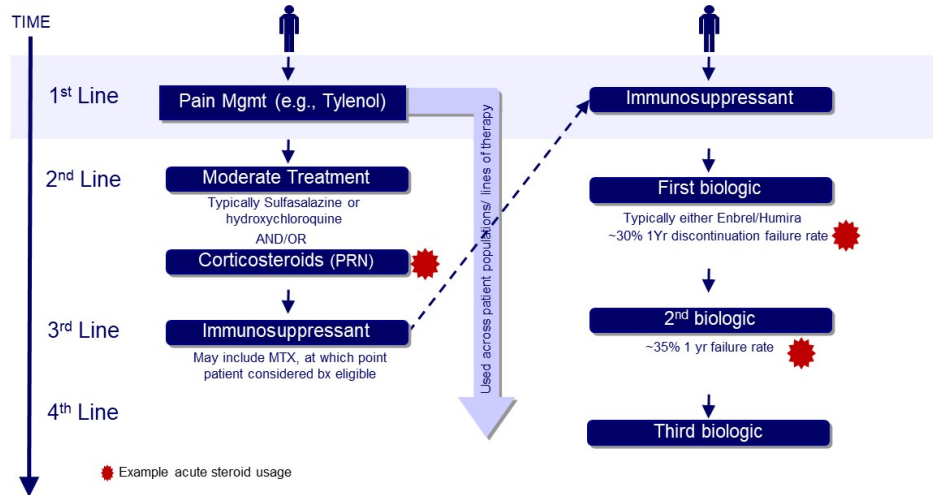 TIME
1st Line
Pain Mgmt (e.g., Tylenol)
Immunosuppressant
2nd Line
Moderate Treatment
Typically Sulfasalazine or
hydroxychloroquine
AND/OR
Corticosteroids (PRN)
First biologic
Typically either Enbrel/Humira
~30% 1Yr discontinuation failure rate
3rd Line
Immunosuppressant
May include MTX, at which point
patient considered bx eligible
2nd biologic
~35% 1 yr failure rate
4th Line
Third biologic
Used across patient populations/ lines of therapy
Example acute steroid usage